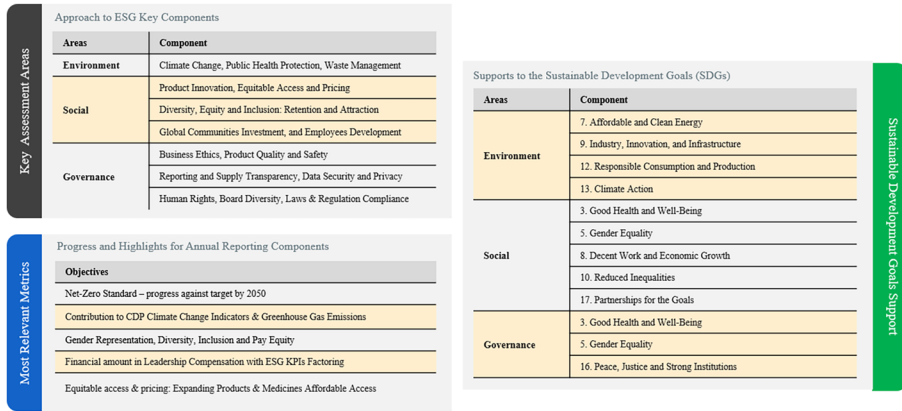 Key Assessment Areas
Approach to ESG Key Components
Areas Component
Environment Climate Change, Public Health Protection, Waste Management
Social
Product Innovation, Equitable Access and Pricing
Diversity, Equity and Inclusion: Retention and Attraction
Global Communities Investment, and Employees Development
Governance
Business Ethics, Product Quality and Safety
Reporting and Supply Transparency, Data Security and Privacy
Human Rights, Board Diversity, Laws & Regulation Compliance
Most Relevant Metrics
Progress and Highlights for Annual Reporting Components
Objectives
Net-Zero Standard – progress against target by 2050
Contribution to CDP Climate Change Indicators & Greenhouse Gas Emissions
Gender Representation, Diversity, Inclusion and Pay Equity
Financial amount in Leadership Compensation with ESG KPIs Factoring
Equitable access & pricing: Expanding Products & Medicines Affordable Access
Supports to the Sustainable Development Goals (SDGs)
Areas Component
Environment
7. Affordable and Clean Energy
9. Industry, Innovation, and Infrastructure
12. Responsible Consumption and Production
13. Climate Action
Social
3. Good Health and Well-Being
5. Gender Equality
8. Decent Work and Economic Growth
10. Reduced Inequalities
17. Partnerships for the Goals
Governance
3. Good Health and Well-Being
5. Gender Equality
16. Peace, Justice and Strong Institutions
Sustainable Development Goals Support